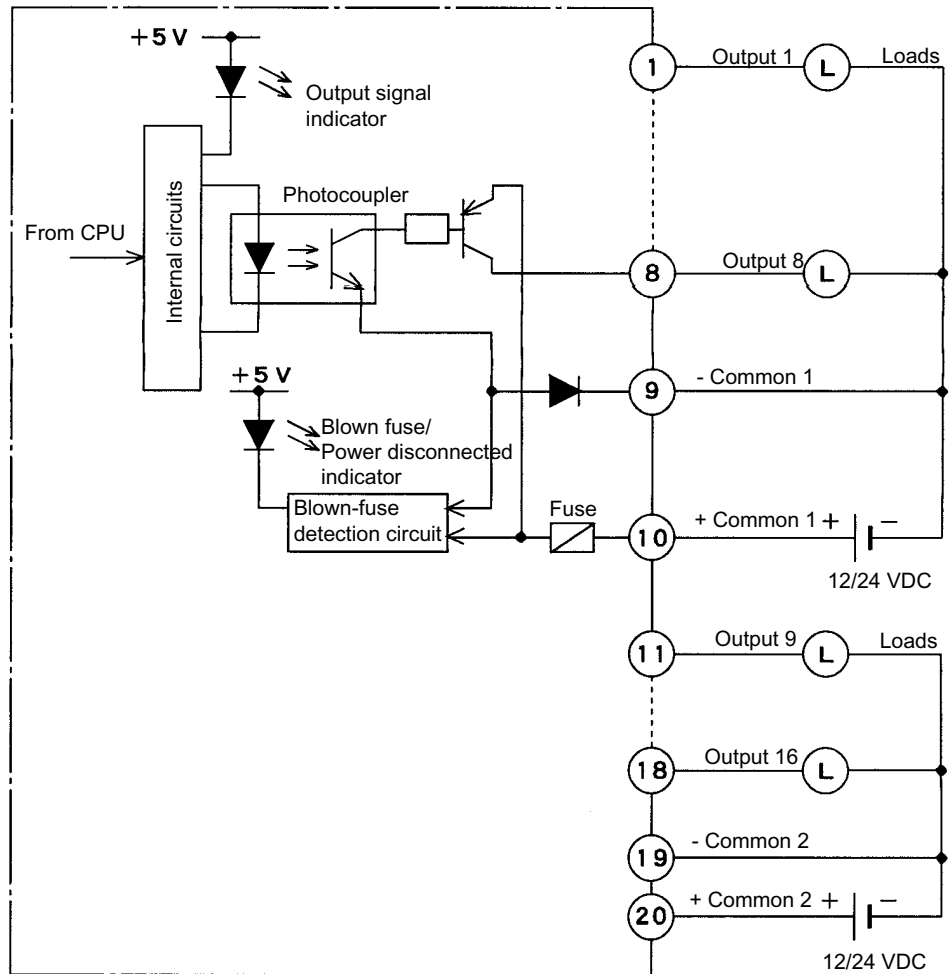 +5 V
1
Output 1
L
Loads
Output signal
indicator
Internal circuits
Photocoupler
From CPU
8
Output 8
L
+5 V
9
- Common 1
Blown fuse/
Power disconnected
indicator
Blown-fuse
detection circuit
Fuse
10
+ Common 1 + −
12/24 VDC
11
Output 9
L
Loads
18
Output 16
L
19
- Common 2
20
+ Common 2 + −
12/24 VDC